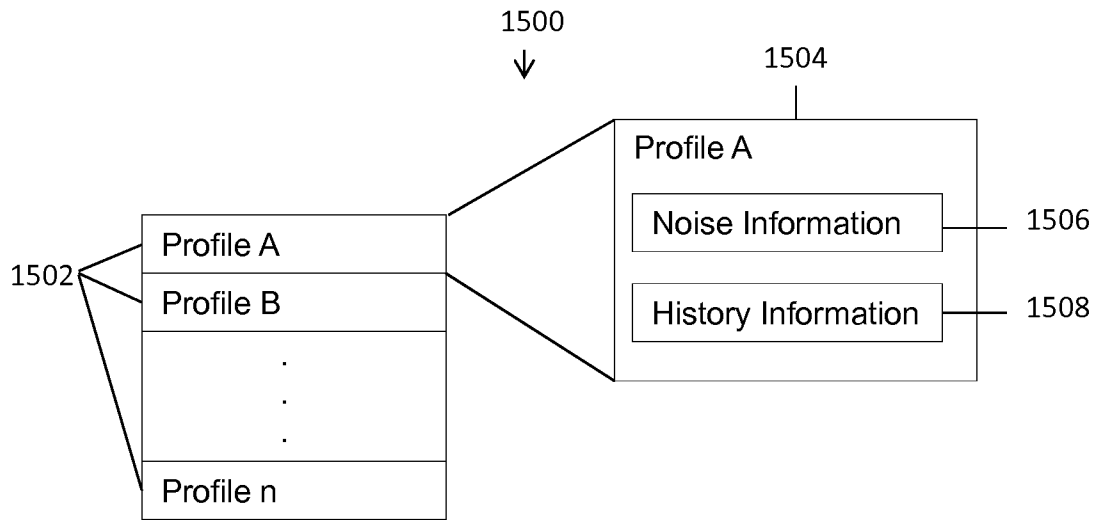 1500
1504
Profile A
Noise Information
1506
Profile A
1502
Profile B
History Information
1508
.
.
.
Profile n